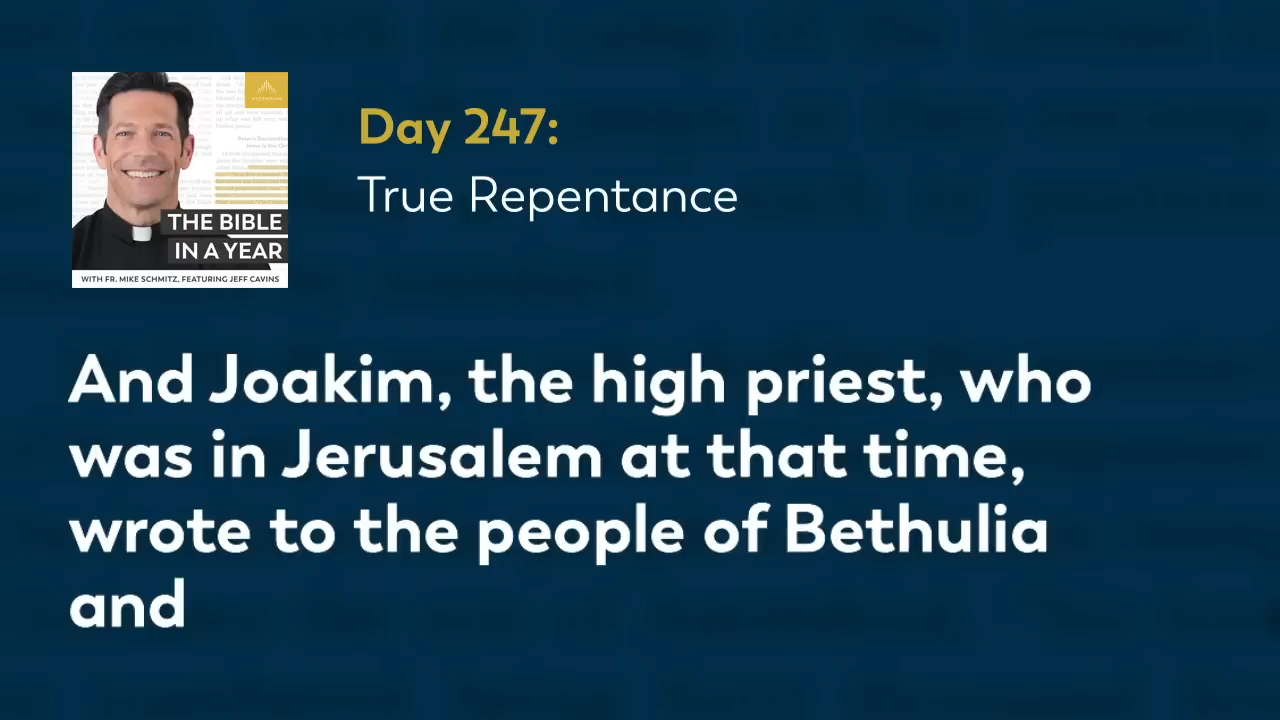 Day 247:
True Repentance
THE BIBLE
IN A YEAR
WITH FR. MIKE SCHMITZ, FEATURING JEFF CAVINS
And Joakim, the high priest, who
was in Jerusalem at that time,
wrote to the people of Bethulia
and